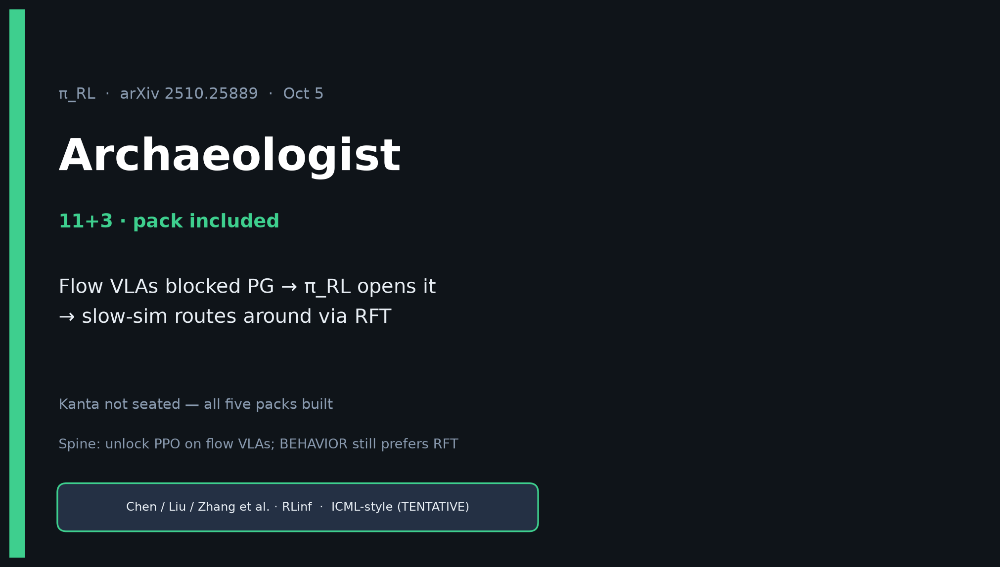 π_RL · arXiv 2510.25889 · Oct 5
Archaeologist
11+3 · pack included
Flow VLAs blocked PG → π_RL opens it
→ slow-sim routes around via RFT
Kanta not seated — all five packs built
Spine: unlock PPO on flow VLAs; BEHAVIOR still prefers RFT
Chen / Liu / Zhang et al. · RLinf · ICML-style (TENTATIVE)